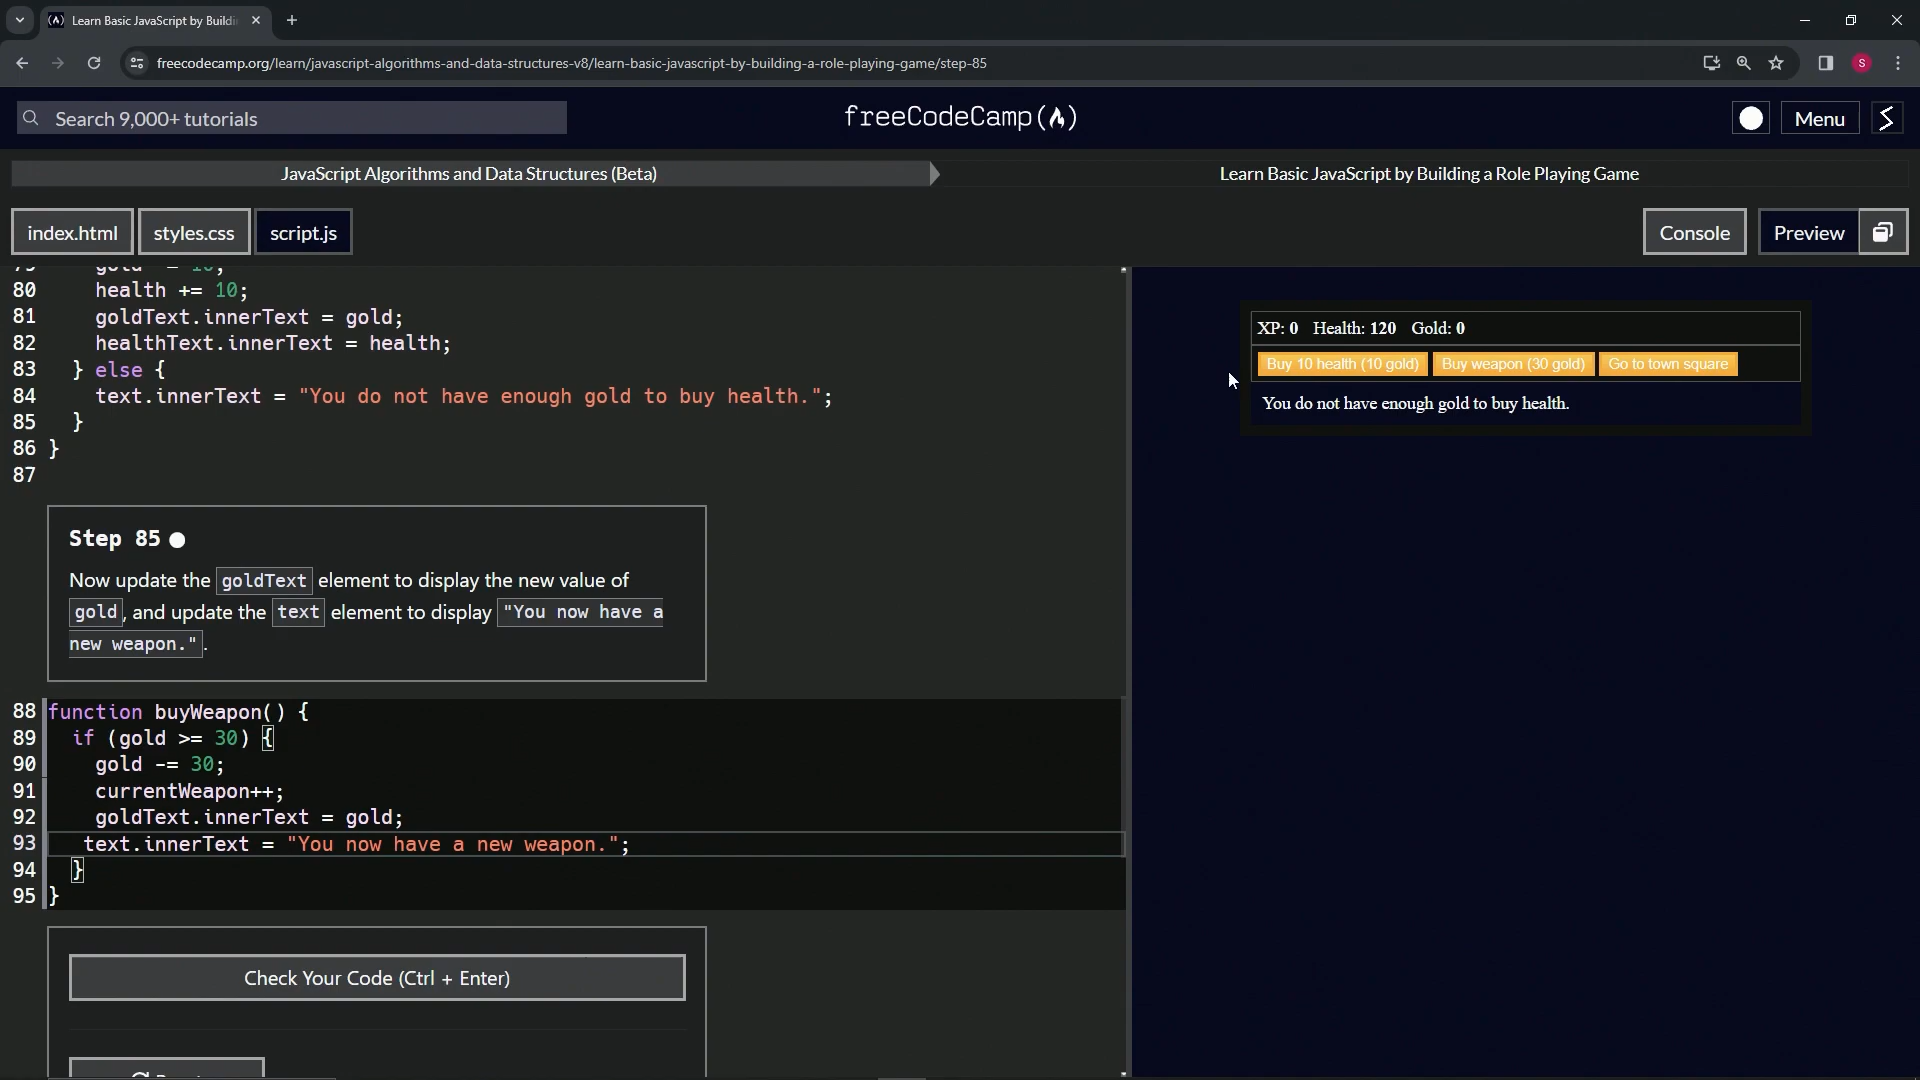 Learn Basic JavaScript by Buildi
freecodecamp.org/learn/javascript-algorithms-and-data-structures-v8/learn-basic-javascript-by-building-a-role-playing-game/step-85
S
Search 9,000+ tutorials
freeCodeCamp
Menu
JavaScript Algorithms and Data Structures (Beta)
Learn Basic JavaScript by Building a Role Playing Game
index.html
styles.css
script.js
Console
Preview
80 health += 10;
81 goldText.innerText = gold;
82 healthText.innerText = health;
83 } else {
84 text.innerText = "You do not have enough gold to buy health.";
85 }
86 }
87
Step 85
Now update the goldText element to display the new value of
gold, and update the text element to display "You now have a
new weapon.".
88 function buyWeapon() {
89 if (gold >= 30) {
90 gold -= 30;
91 currentWeapon++;
92 goldText.innerText = gold;
93 text.innerText = "You now have a new weapon.";
94 }
95 }
Check Your Code (Ctrl + Enter)
XP: 0 Health: 120 Gold: 0
Buy 10 health (10 gold)
Buy weapon (30 gold)
Go to town square
You do not have enough gold to buy health.